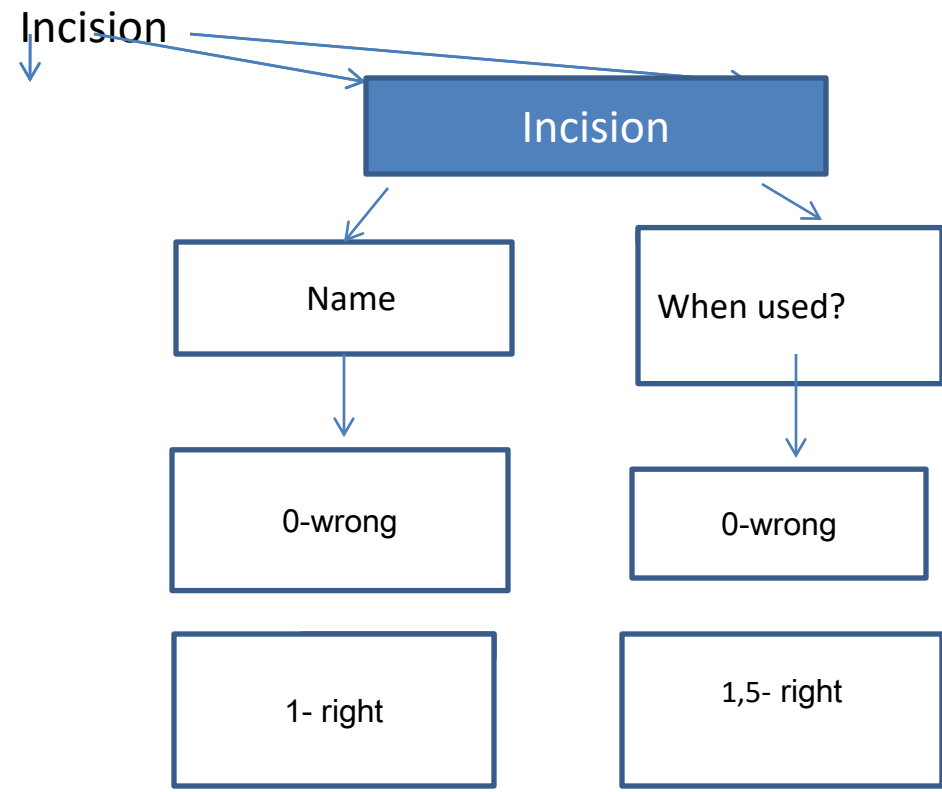 Incision
Incision
Name
When used?
0-wrong
0-wrong
1- right
1,5- right